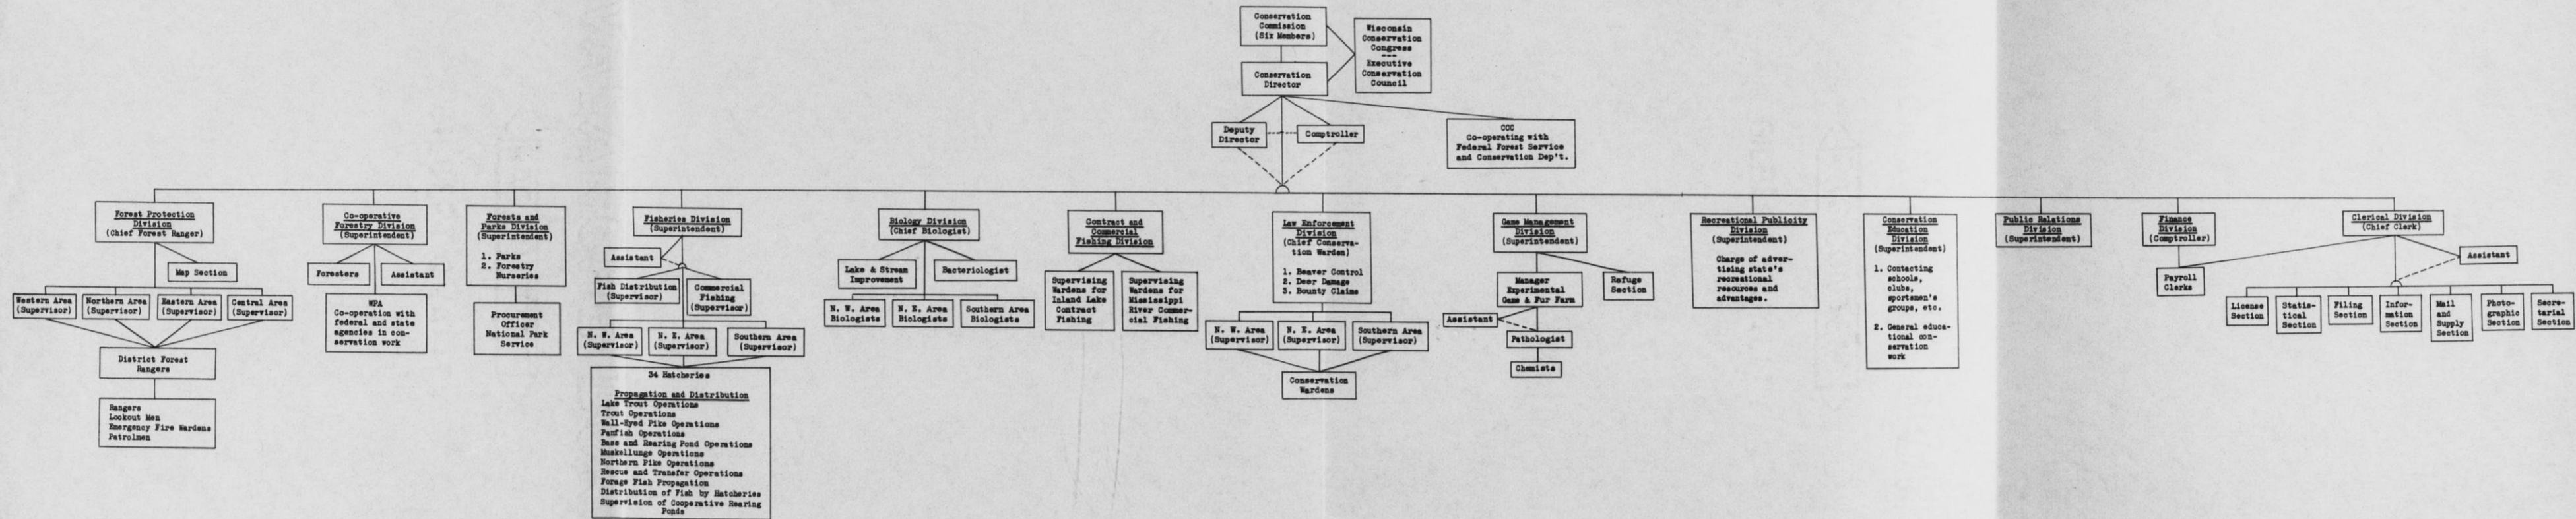 Conservation
Commission
(Six Members)
Wisconsin
Conservation
Congress
---
Executive
Conservation
Council
Conservation
Director
Deputy
Director
Comptroller
CCC
Co-operating with
Federal Forest Service
and Conservation Dep't.
Forest Protection
Division
(Chief Forest Ranger)
Map Section
Western Area
(Supervisor)
Northern Area
(Supervisor)
Eastern Area
(Supervisor)
Central Area
(Supervisor)
District Forest
Rangers
Rangers
Lookout Men
Emergency Fire Wardens
Patrolmen
Co-operative
Forestry Division
(Superintendent)
Foresters
Assistant
WPA
Co-operation with
federal and state
agencies in con-
servation work
Forests and
Parks Division
(Superintendent)
1. Parks
2. Forestry
Nurseries
Procurement
Officer
National Park
Service
Fisheries Division
(Superintendent)
Assistant
Fish Distribution
(Supervisor)
Commercial
Fishing
(Supervisor)
N. W. Area
(Supervisor)
N. E. Area
(Supervisor)
Southern Area
(Supervisor)
34 Hatcheries
Propagation and Distribution
Lake Trout Operations
Trout Operations
Wall-Eyed Pike Operations
Panfish Operations
Bass and Rearing Pond Operations
Muskellunge Operations
Northern Pike Operations
Rescue and Transfer Operations
Forage Fish Propagation
Distribution of Fish by Hatcheries
Supervision of Cooperative Rearing
Ponds
Biology Division
(Chief Biologist)
Lake & Stream
Improvement
Bacteriologist
N. W. Area
Biologists
N. E. Area
Biologists
Southern Area
Biologists
Contract and
Commercial
Fishing Division
Supervising
Wardens for
Inland Lake
Contract
Fishing
Supervising
Wardens for
Mississippi
River Commer-
cial Fishing
Law Enforcement
Division
(Chief Conserva-
tion Warden)
1. Beaver Control
2. Deer Damage
3. Bounty Claims
N. W. Area
(Supervisor)
N. E. Area
(Supervisor)
Southern Area
(Supervisor)
Conservation
Wardens
Game Management
Division
(Superintendent)
Manager
Experimental
Game & Fur Farm
Refuge
Section
Assistant
Pathologist
Chemists
Recreational Publicity
Division
(Superintendent)
Charge of adver-
tising state's
recreational
resources and
advantages.
Conservation
Education
Division
(Superintendent)
1. Contacting
schools,
clubs,
sportsmen's
groups, etc.
2. General educa-
tional con-
servation
work
Public Relations
Division
(Superintendent)
Finance
Division
(Comptroller)
Payroll
Clerks
Clerical Division
(Chief Clerk)
Assistant
License
Section
Statis-
tical
Section
Filing
Section
Infor-
mation
Section
Mail
and
Supply
Section
Photo-
graphic
Section
Secre-
tarial
Section